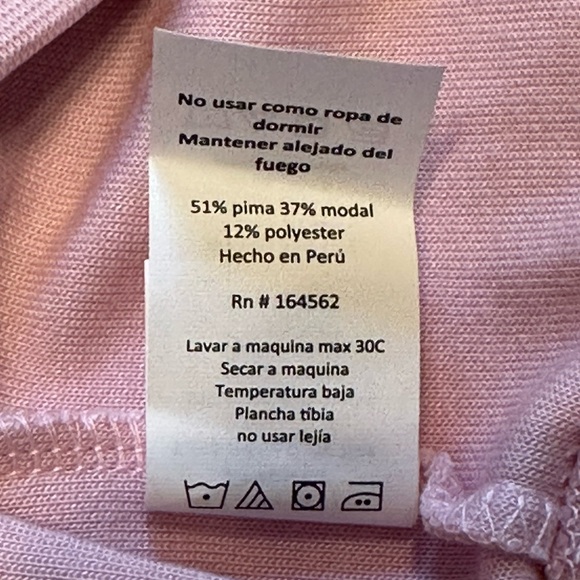 No usar como ropa de
dormir
Mantener alejado del
fuego
51% pima 37% modal
12% polyester
Hecho en Perú
Rn # 164562
Lavar a maquina max 30C
Secar a maquina
Temperatura baja
Plancha tibia
no usar lejía